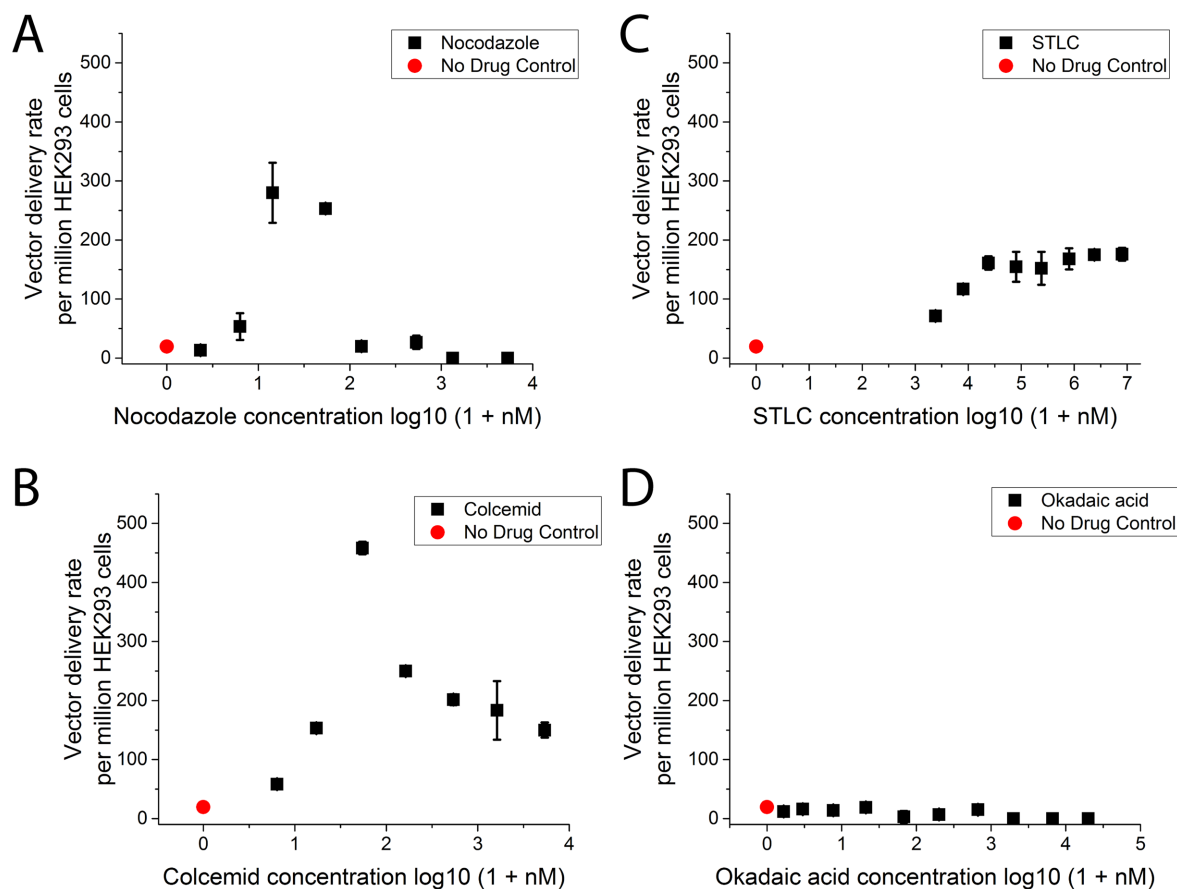 A
Nocodazole
No Drug Control
500
400
300
200
100
0
Vector delivery rate
per million HEK293 cells
0 1 2 3 4
Nocodazole concentration log10 (1 + nM)
C
STLC
No Drug Control
500
400
300
200
100
0
Vector delivery rate
per million HEK293 cells
0 1 2 3 4 5 6 7
STLC concentration log10 (1 + nM)
B
Colcemid
No Drug Control
500
400
300
200
100
0
Vector delivery rate
per million HEK293 cells
0 1 2 3 4
Colcemid concentration log10 (1 + nM)
D
Okadaic acid
No Drug Control
500
400
300
200
100
0
Vector delivery rate
per million HEK293 cells
0 1 2 3 4 5
Okadaic acid concentration log10 (1 + nM)